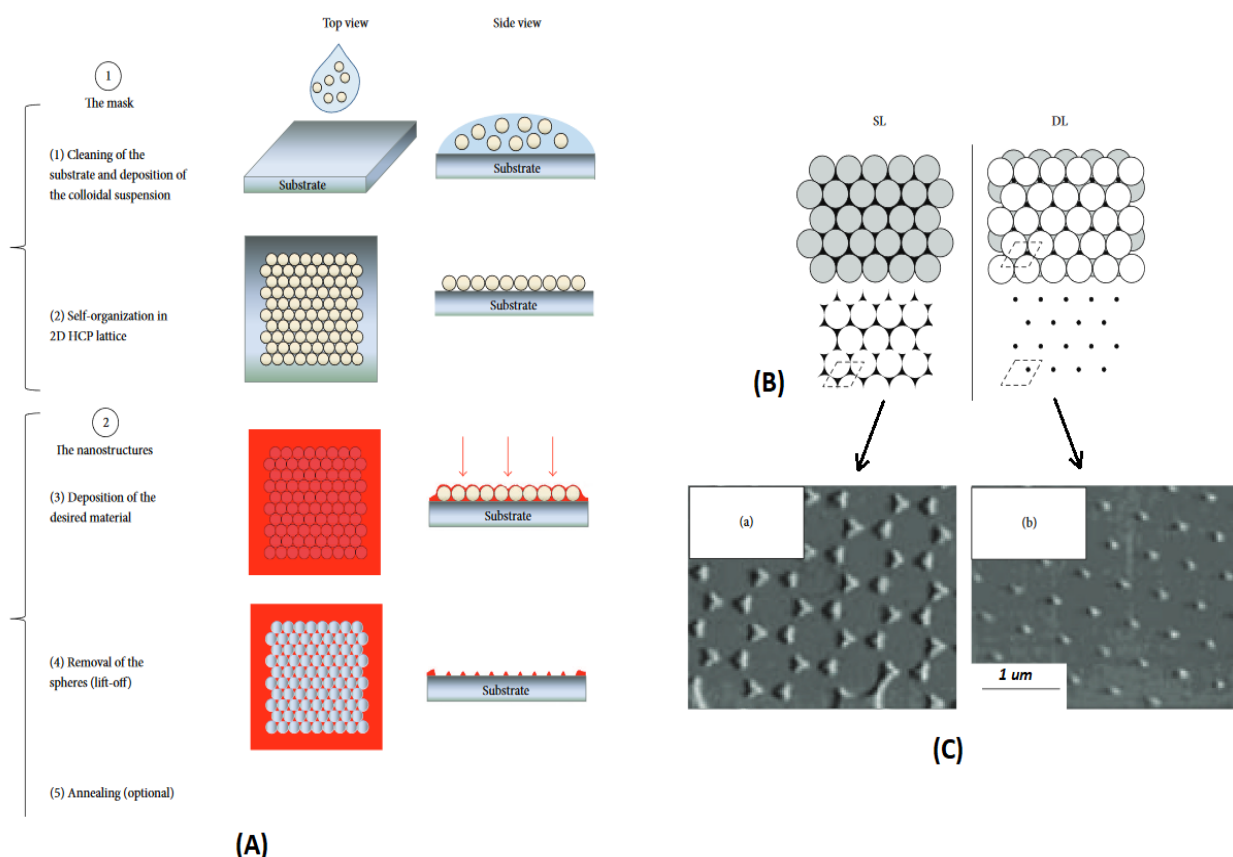 Top view
Side view
1
The mask
(1) Cleaning of the
substrate and deposition of
the colloidal suspension
Substrate
Substrate
(2) Self-organization in
2D HCP lattice
Substrate
2
The nanostructures
(3) Deposition of the
desired material
Substrate
(4) Removal of the
spheres (lift-off)
Substrate
(5) Annealing (optional)
(A)
SL
DL
(B)
(a)
(b)
1 um
(C)